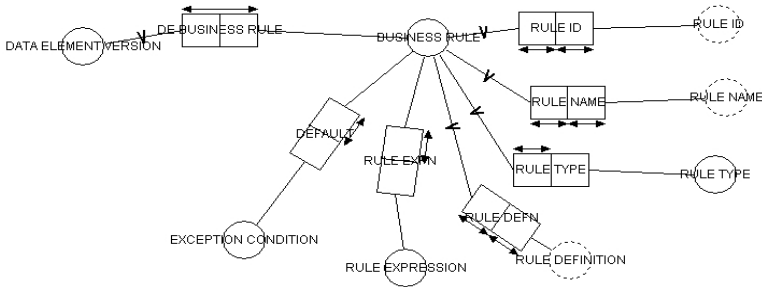 DE BUSINESS RULE
DATA ELEMENT VERSION
BUSINESS RULE
RULE ID
RULE ID
RULE NAME
RULE NAME
DEFAULT
RULE EXPN
RULE TYPE
RULE TYPE
RULE DEFN
EXCEPTION CONDITION
RULE EXPRESSION
RULE DEFINITION